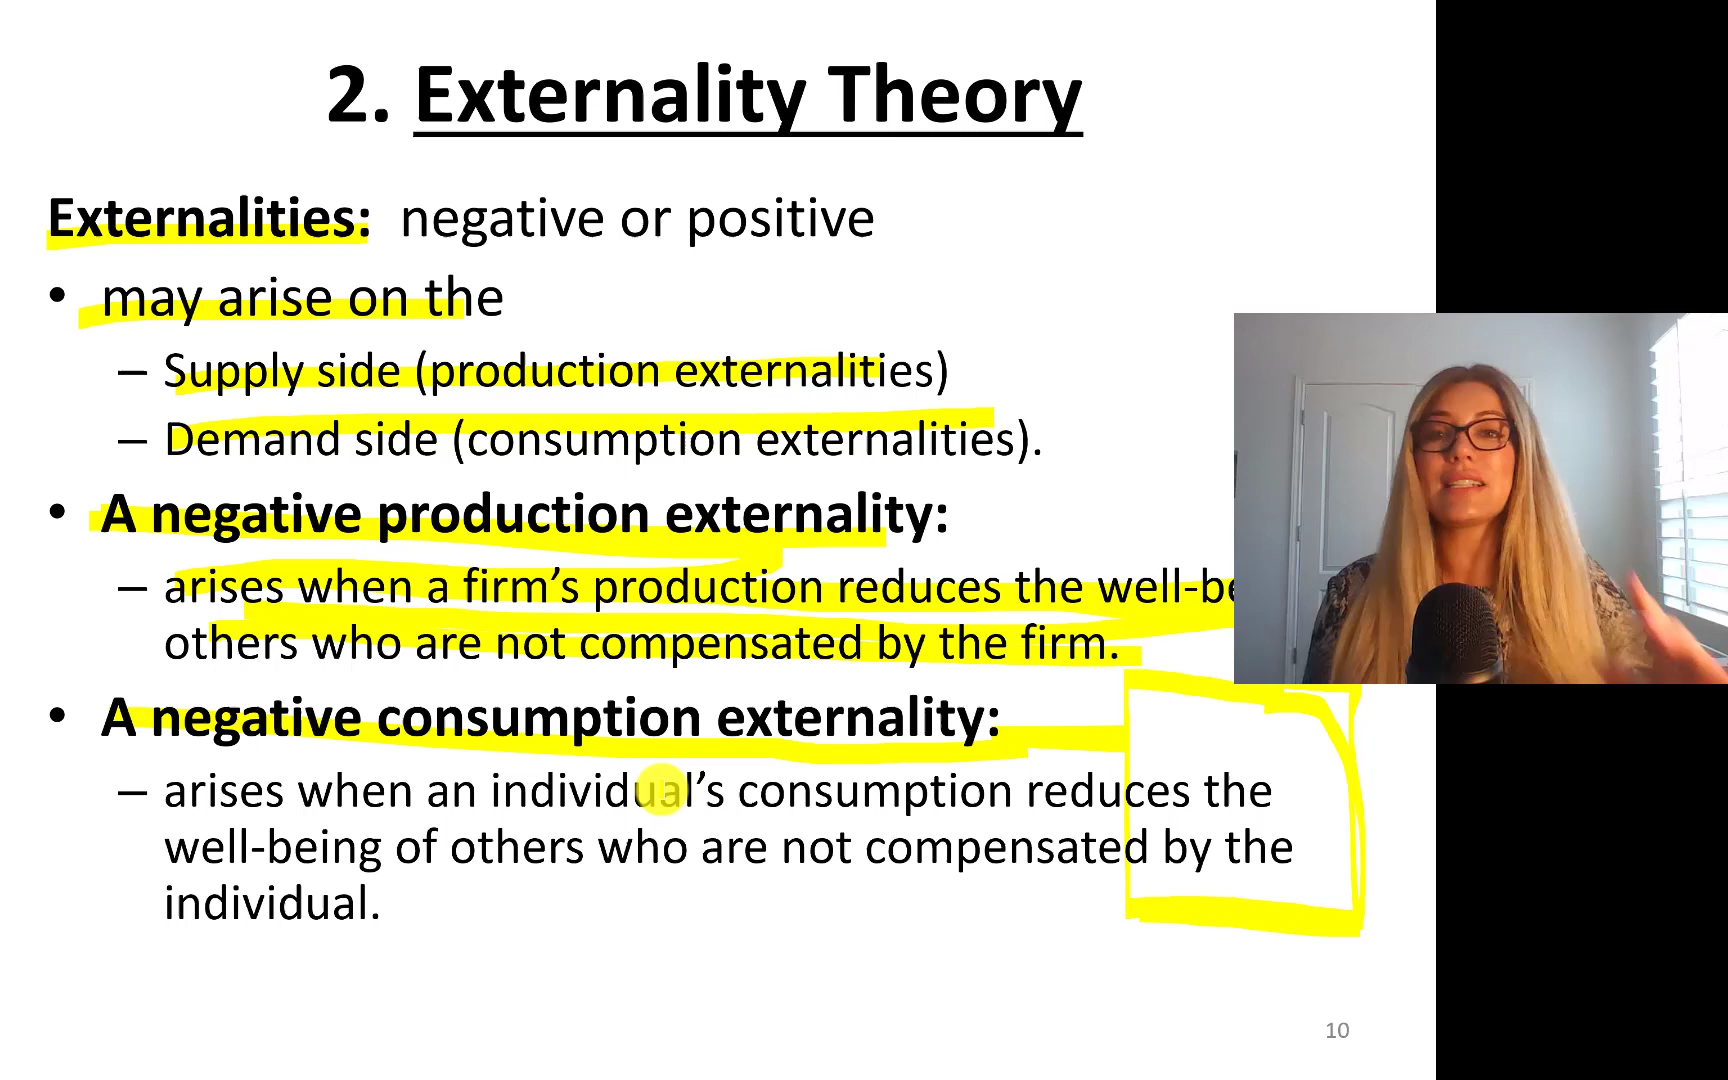 2. Externality Theory
Externalities: negative or positive
• may arise on the
– Supply side (production externalities)
– Demand side (consumption externalities).
• A negative production externality:
– arises when a firm’s production reduces the
others who are not compensated by the firm.
• A negative consumption externality:
– arises when an individual’s consumption reduces the
well-being of others who are not compensated by the
individual.
10